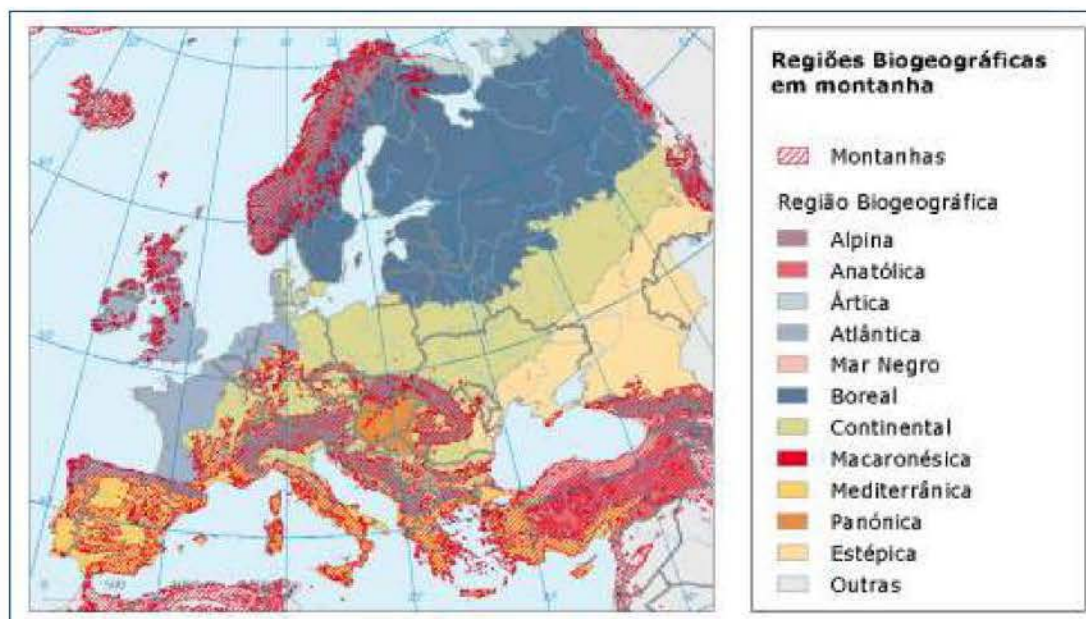 Regiões Biogeográficas
em montanha
Montanhas
Região Biogeográfica
Alpina
Anatólica
Ártica
Atlântica
Mar Negro
Boreal
Continental
Macaronésica
Mediterrânica
Panónica
Estépica
Outras